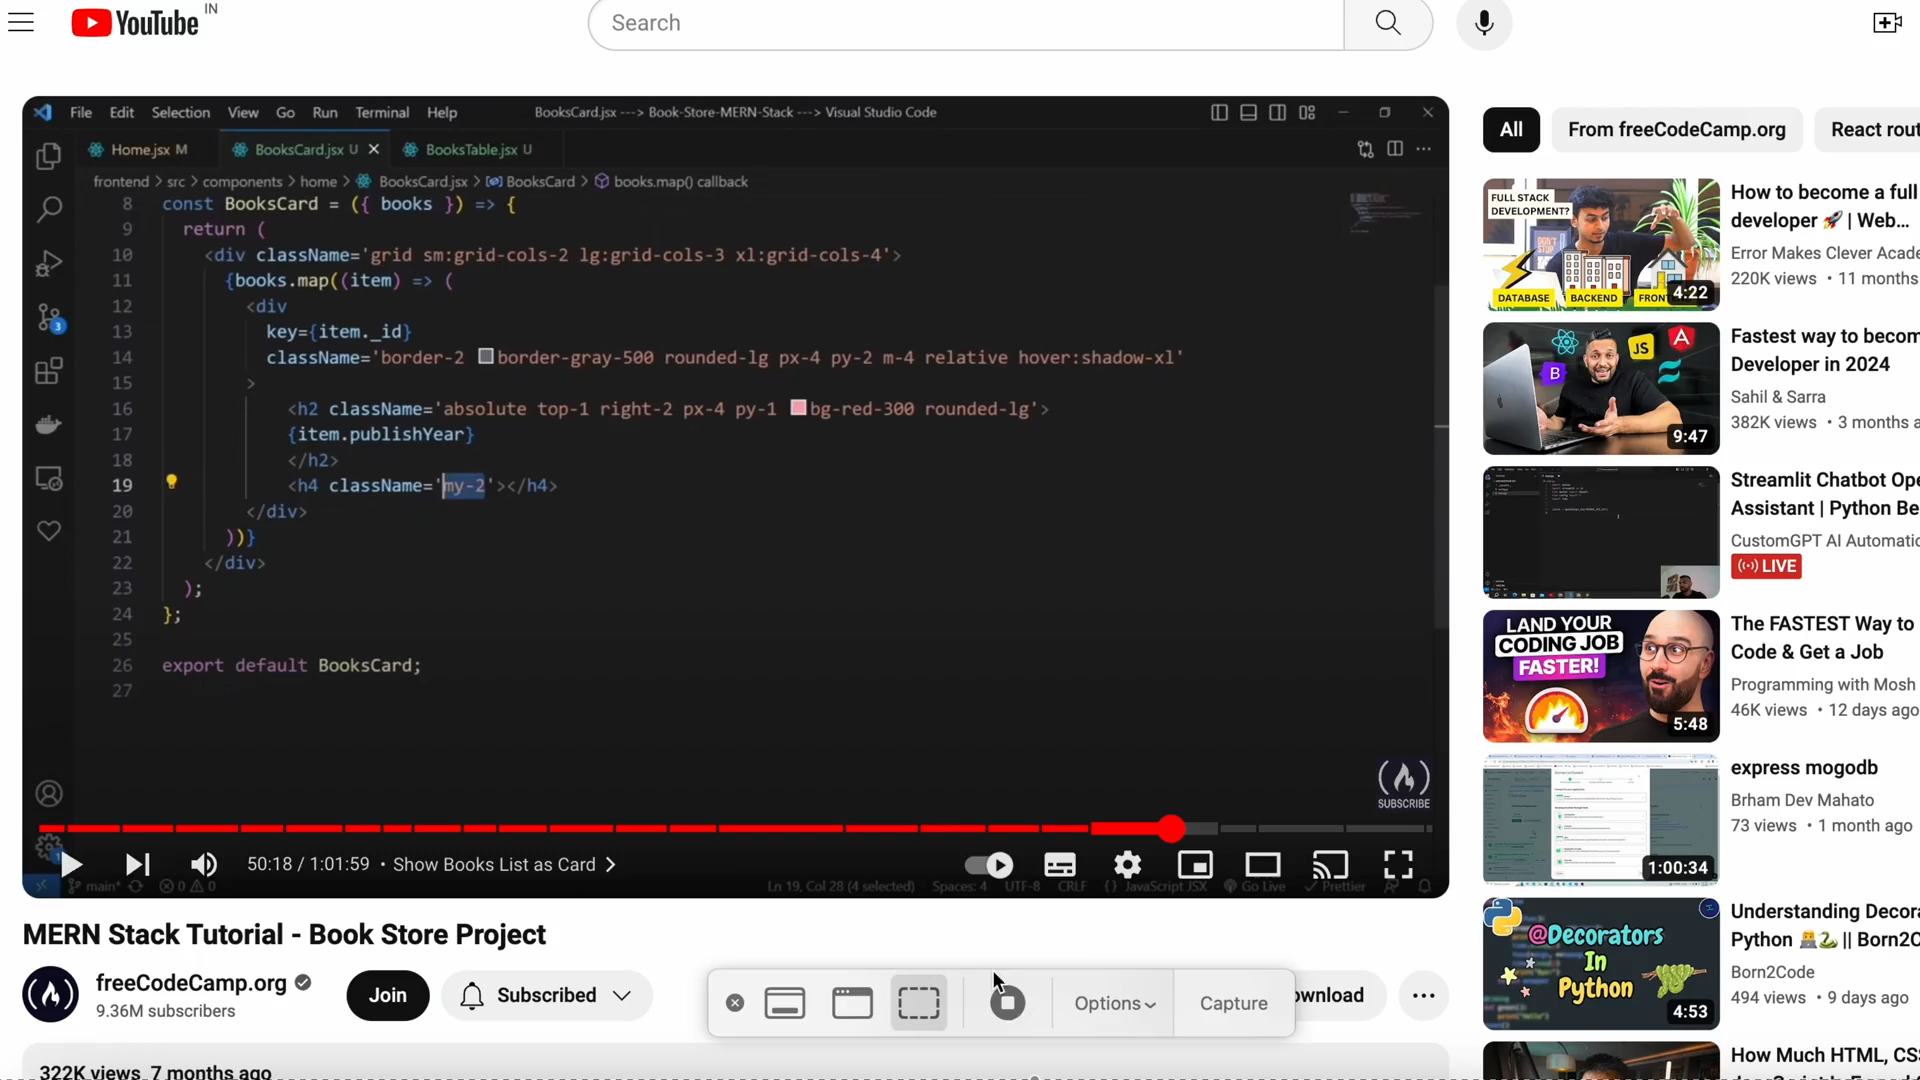 YouTube IN
Search
File Edit Selection View Go Run Terminal Help
BooksCard.jsx ---> Book-Store-MERN-Stack ---> Visual Studio Code
Home.jsx M
BooksCard.jsx U
BooksTable.jsx U
frontend > src > components > home > BooksCard.jsx > BooksCard > books.map() callback
8 const BooksCard = ({ books }) => {
9 return (
10 <div className='grid sm:grid-cols-2 lg:grid-cols-3 xl:grid-cols-4'>
11 {books.map((item) => (
12 <div
13 key={item._id}
14 className='border-2 border-gray-500 rounded-lg px-4 py-2 m-4 relative hover:shadow-xl'
15 >
16 <h2 className='absolute top-1 right-2 px-4 py-1 bg-red-300 rounded-lg'>
17 {item.publishYear}
18 </h2>
19 <h4 className='my-2'></h4>
20 </div>
21 ))}
22 </div>
23 );
24 };
25
26 export default BooksCard;
27
3
SUBSCRIBE
50:18 / 1:01:59 • Show Books List as Card >
main* 0 0
Ln 19, Col 28 (4 selected) Spaces: 4 UTF-8 CRLF {} JavaScript JSX Go Live Prettier
MERN Stack Tutorial - Book Store Project
freeCodeCamp.org
9.36M subscribers
Join
Subscribed
Options
Capture
ownload
322K views 7 months ago
All
From freeCodeCamp.org
React rout
FULL STACK
DEVELOPMENT?
DATABASE
BACKEND
FRON
4:22
How to become a full
developer 🚀 | Web...
Error Makes Clever Acade
220K views • 11 months
JS
B
A
9:47
Fastest way to becom
Developer in 2024
Sahil & Sarra
382K views • 3 months a
Streamlit Chatbot Ope
Assistant | Python Be
CustomGPT AI Automatic
LIVE
LAND YOUR
CODING JOB
FASTER!
5:48
The FASTEST Way to
Code & Get a Job
Programming with Mosh
46K views • 12 days ago
1:00:34
express mogodb
Brham Dev Mahato
73 views • 1 month ago
@Decorators
In
Python
4:53
Understanding Decora
Python 👨‍💻🐍 || Born2C
Born2Code
494 views • 9 days ago
How Much HTML, CSS